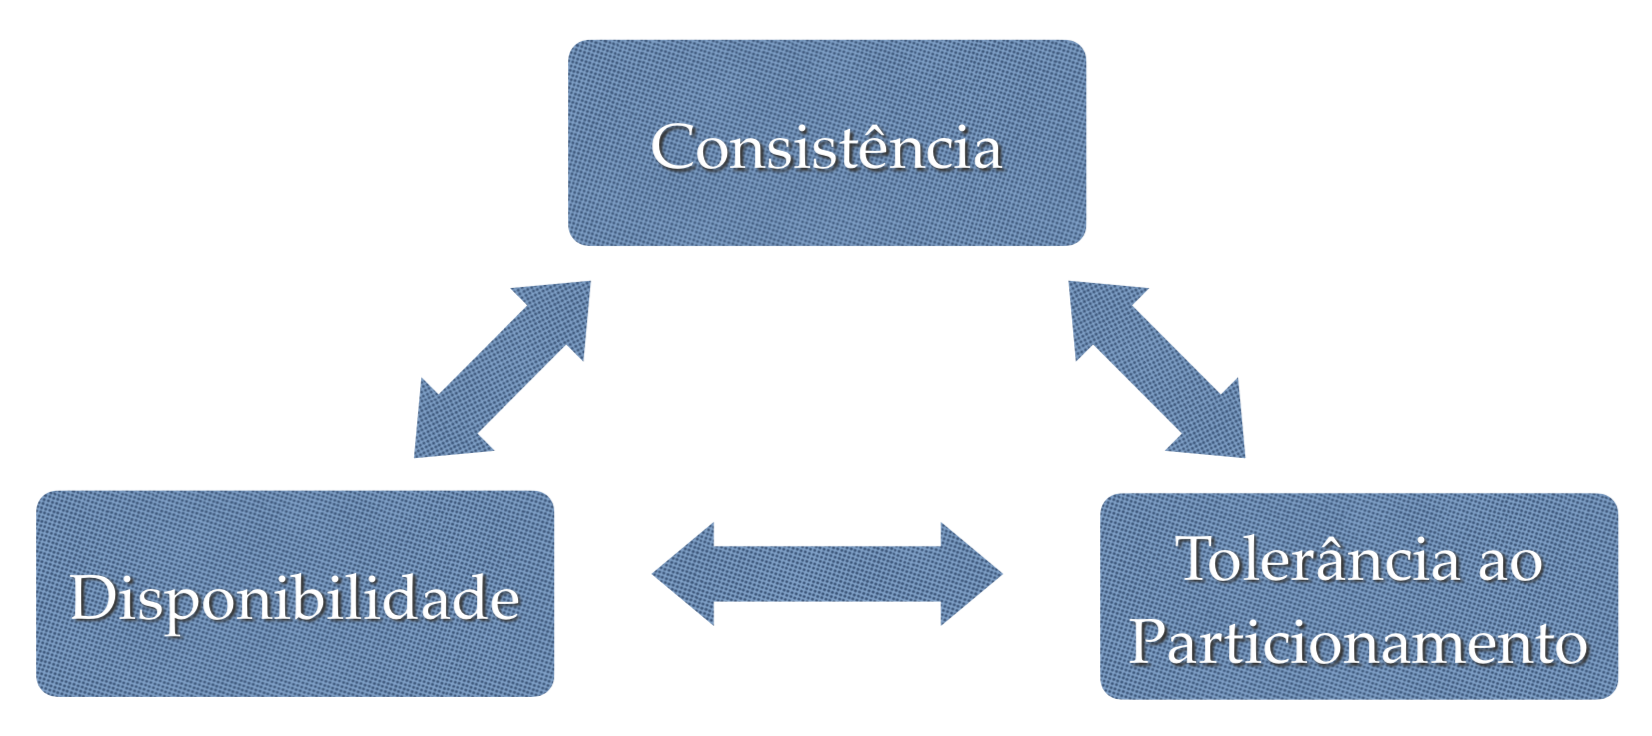 Consistência
Disponibilidade
Tolerância ao
Particionamento